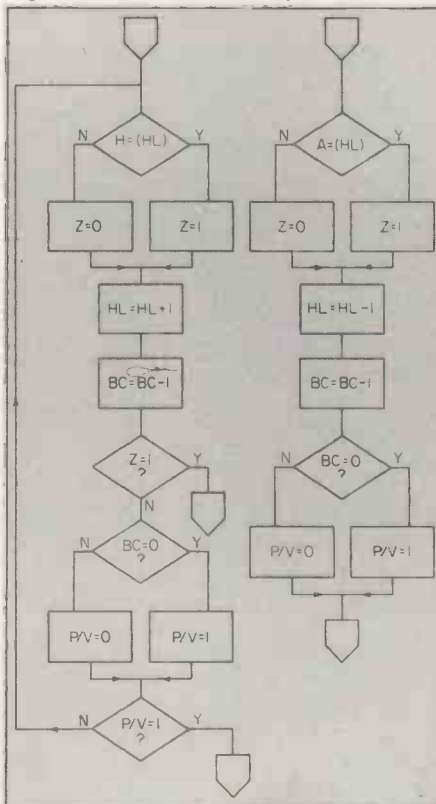 H=(HL)
N
Y
Z=0
Z=1
HL=HL+1
BC=BC-1
Z=1
?
Y
N
BC=0
?
N
Y
P/V=0
P/V=1
P/V=1
?
N
Y
A=(HL)
N
Y
Z=0
Z=1
HL=HL-1
BC=BC-1
BC=0
?
N
Y
P/V=0
P/V=1